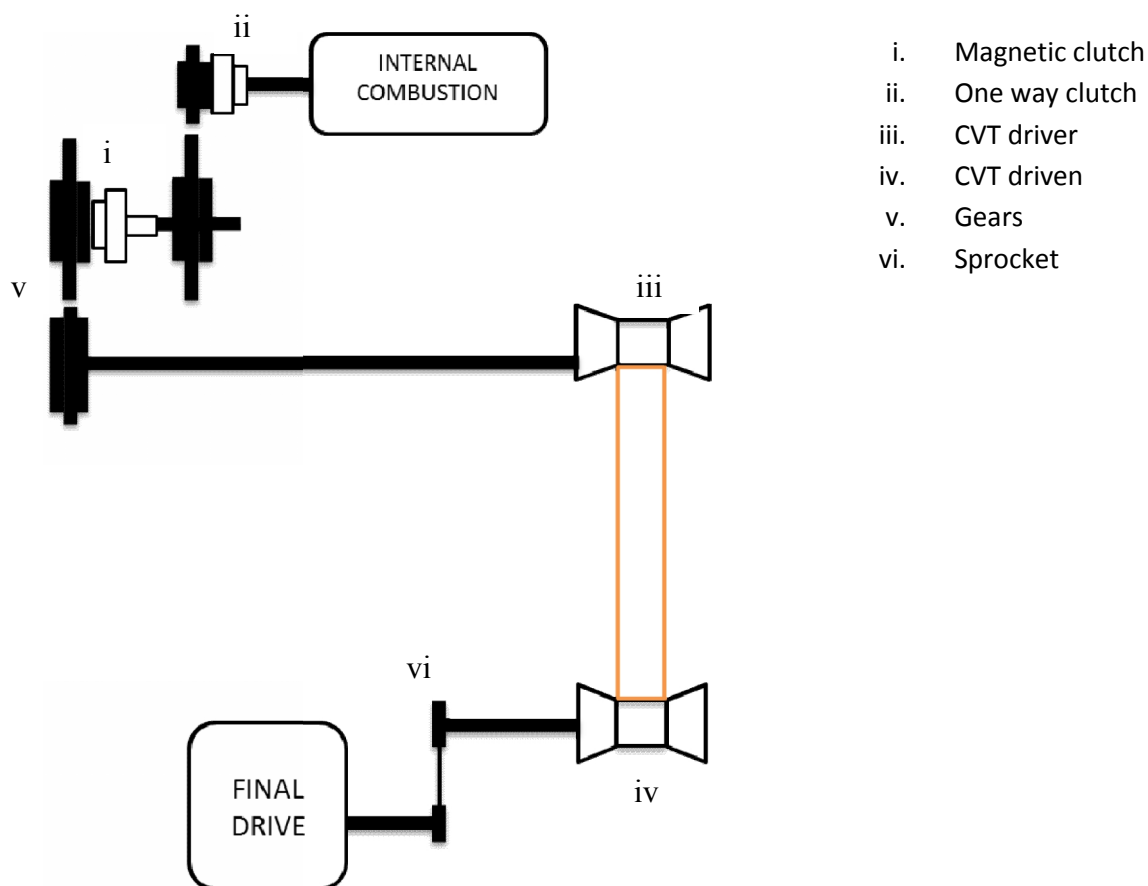 ii
INTERNAL
COMBUSTION
i
v
iii
vi
iv
FINAL
DRIVE
i. Magnetic clutch
ii. One way clutch
iii. CVT driver
iv. CVT driven
v. Gears
vi. Sprocket